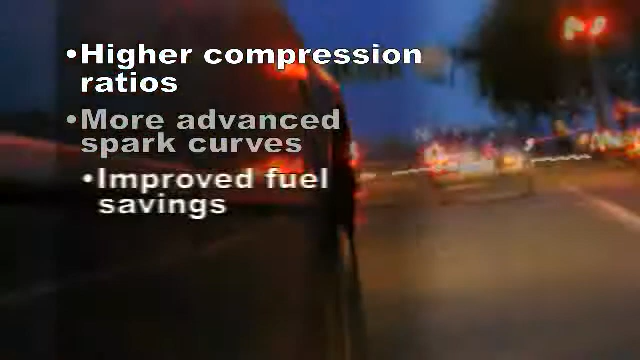 •Higher compression
ratios
•More advanced
spark curves
•Improved fuel
savings